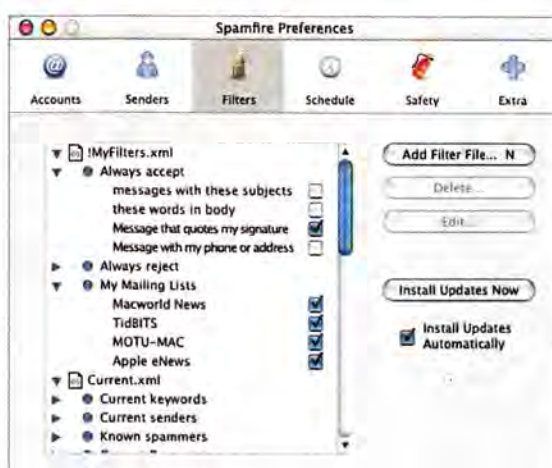 Spamfire Preferences
Accounts Senders Filters Schedule Safety Extra
!MyFilters.xml
Always accept
messages with these subjects
these words in body
Message that quotes my signature
Message with my phone or address
Always reject
My Mailing Lists
Macworld News
TidBITS
MOTU-MAC
Apple eNews
Current.xml
Current keywords
Current senders
Known spammers
Add Filter File... N
Delete...
Edit...
Install Updates Now
Install Updates
Automatically